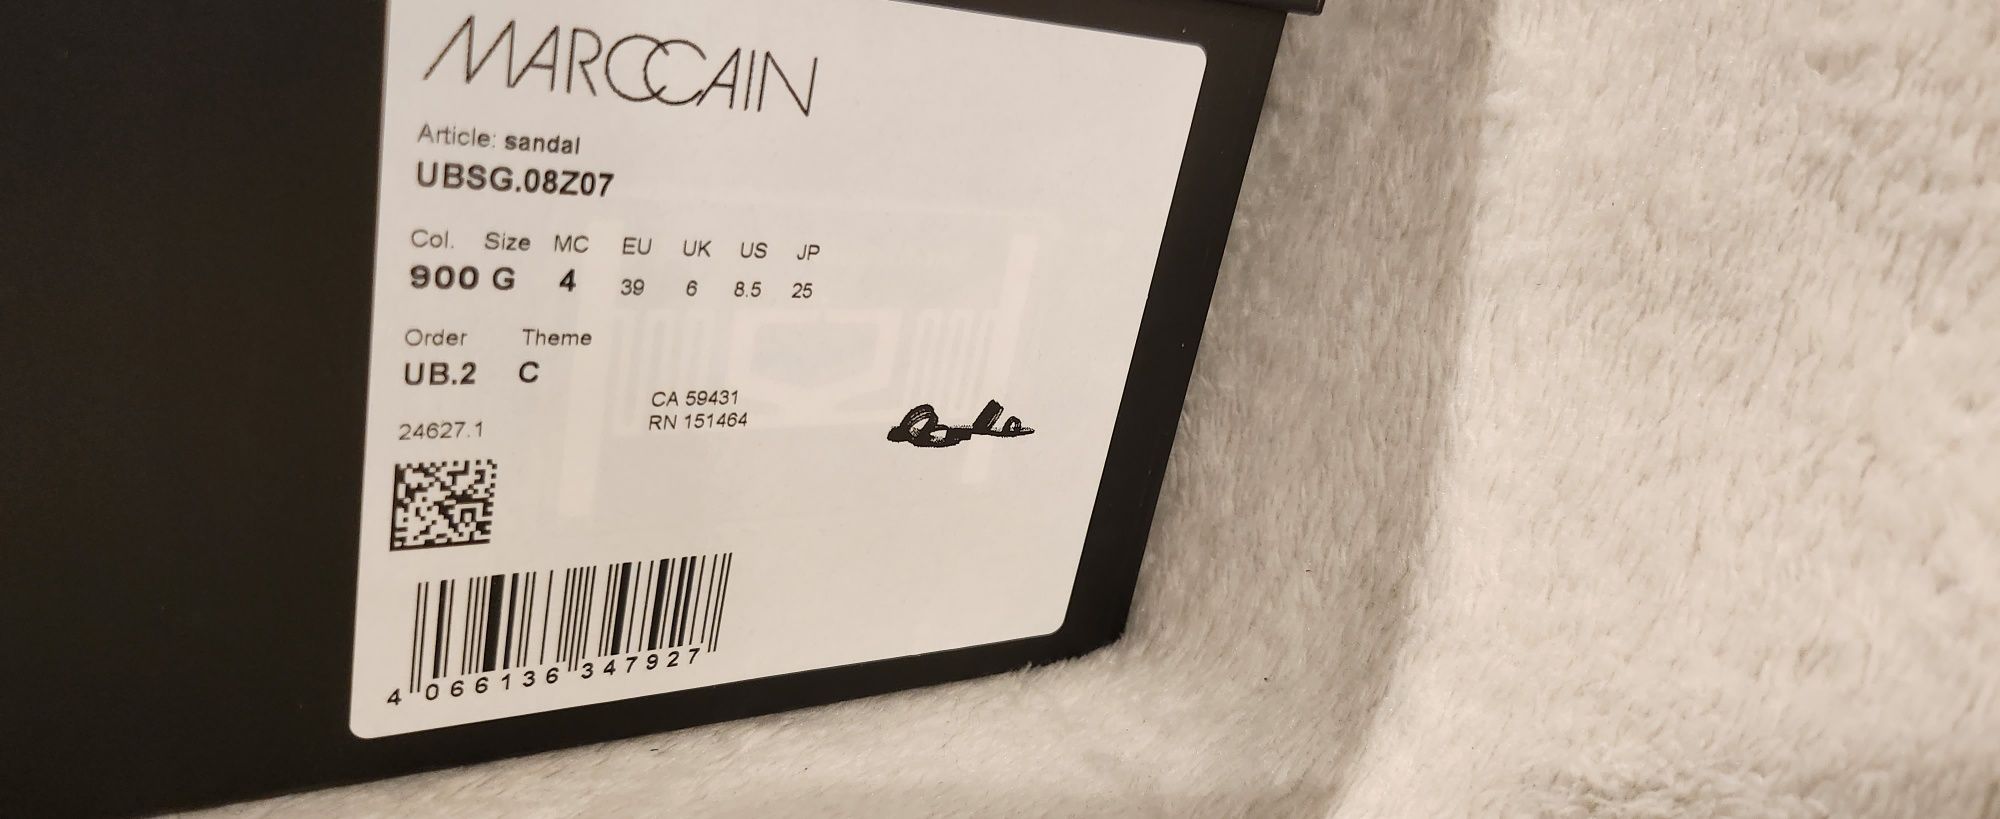 MARCCAIN
Article: sandal
UBSG.08Z07
Col. Size MC EU UK US JP
900 G 4 39 6 8.5 25
Order Theme
UB.2 C
CA 59431
RN 151464
24627.1
4 066136 347927